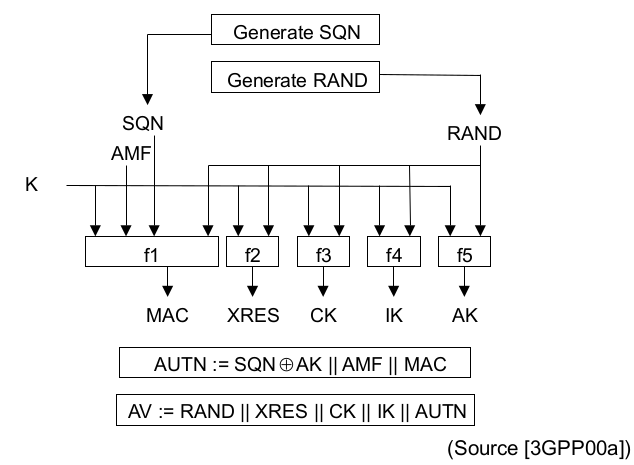 Generate SQN
Generate RAND
SQN
RAND
AMF
K
f1 f2 f3 f4 f5
MAC XRES CK IK AK
AUTN := SQN⊕AK || AMF || MAC
AV := RAND || XRES || CK || IK || AUTN
(Source [3GPP00a])